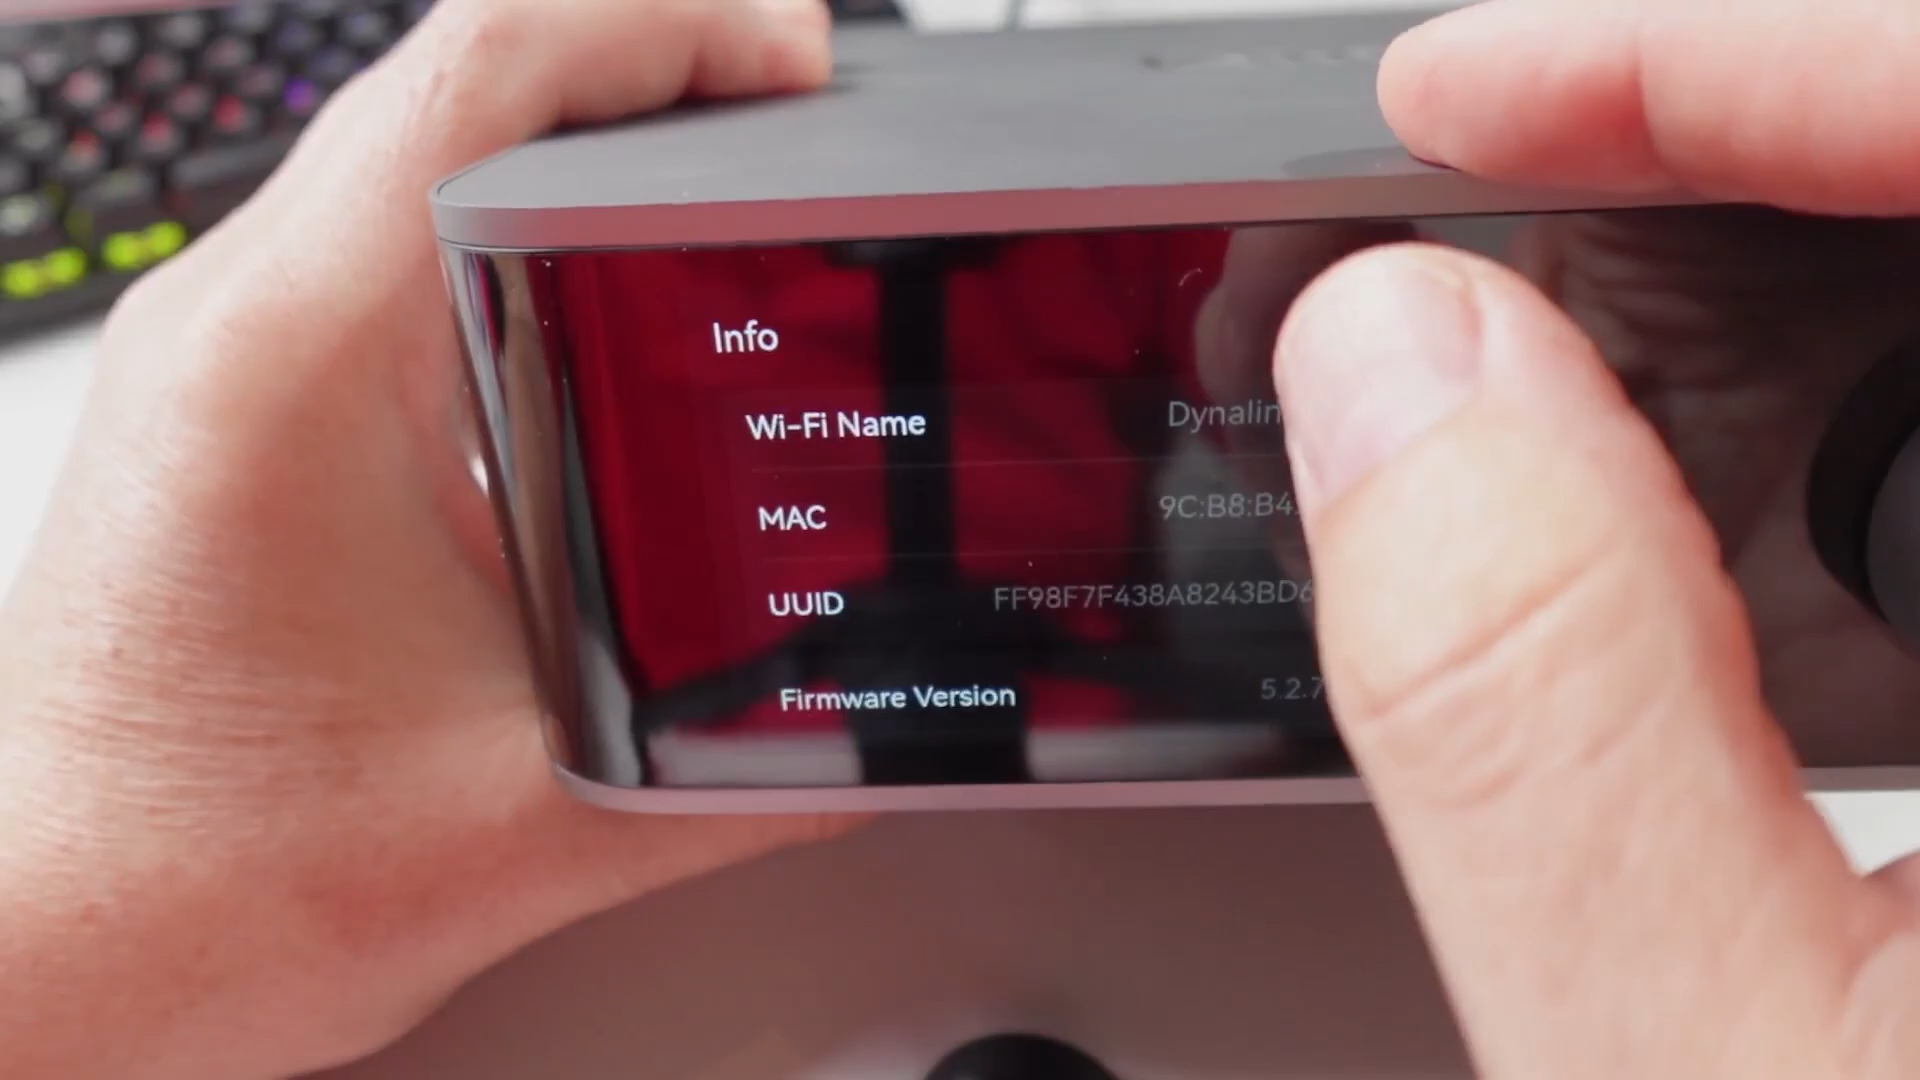 Info
Wi-Fi Name Dynalin
MAC 9C:B8:B4:
UUID FF98F7F438A8243BD6
Firmware Version 5.2.7